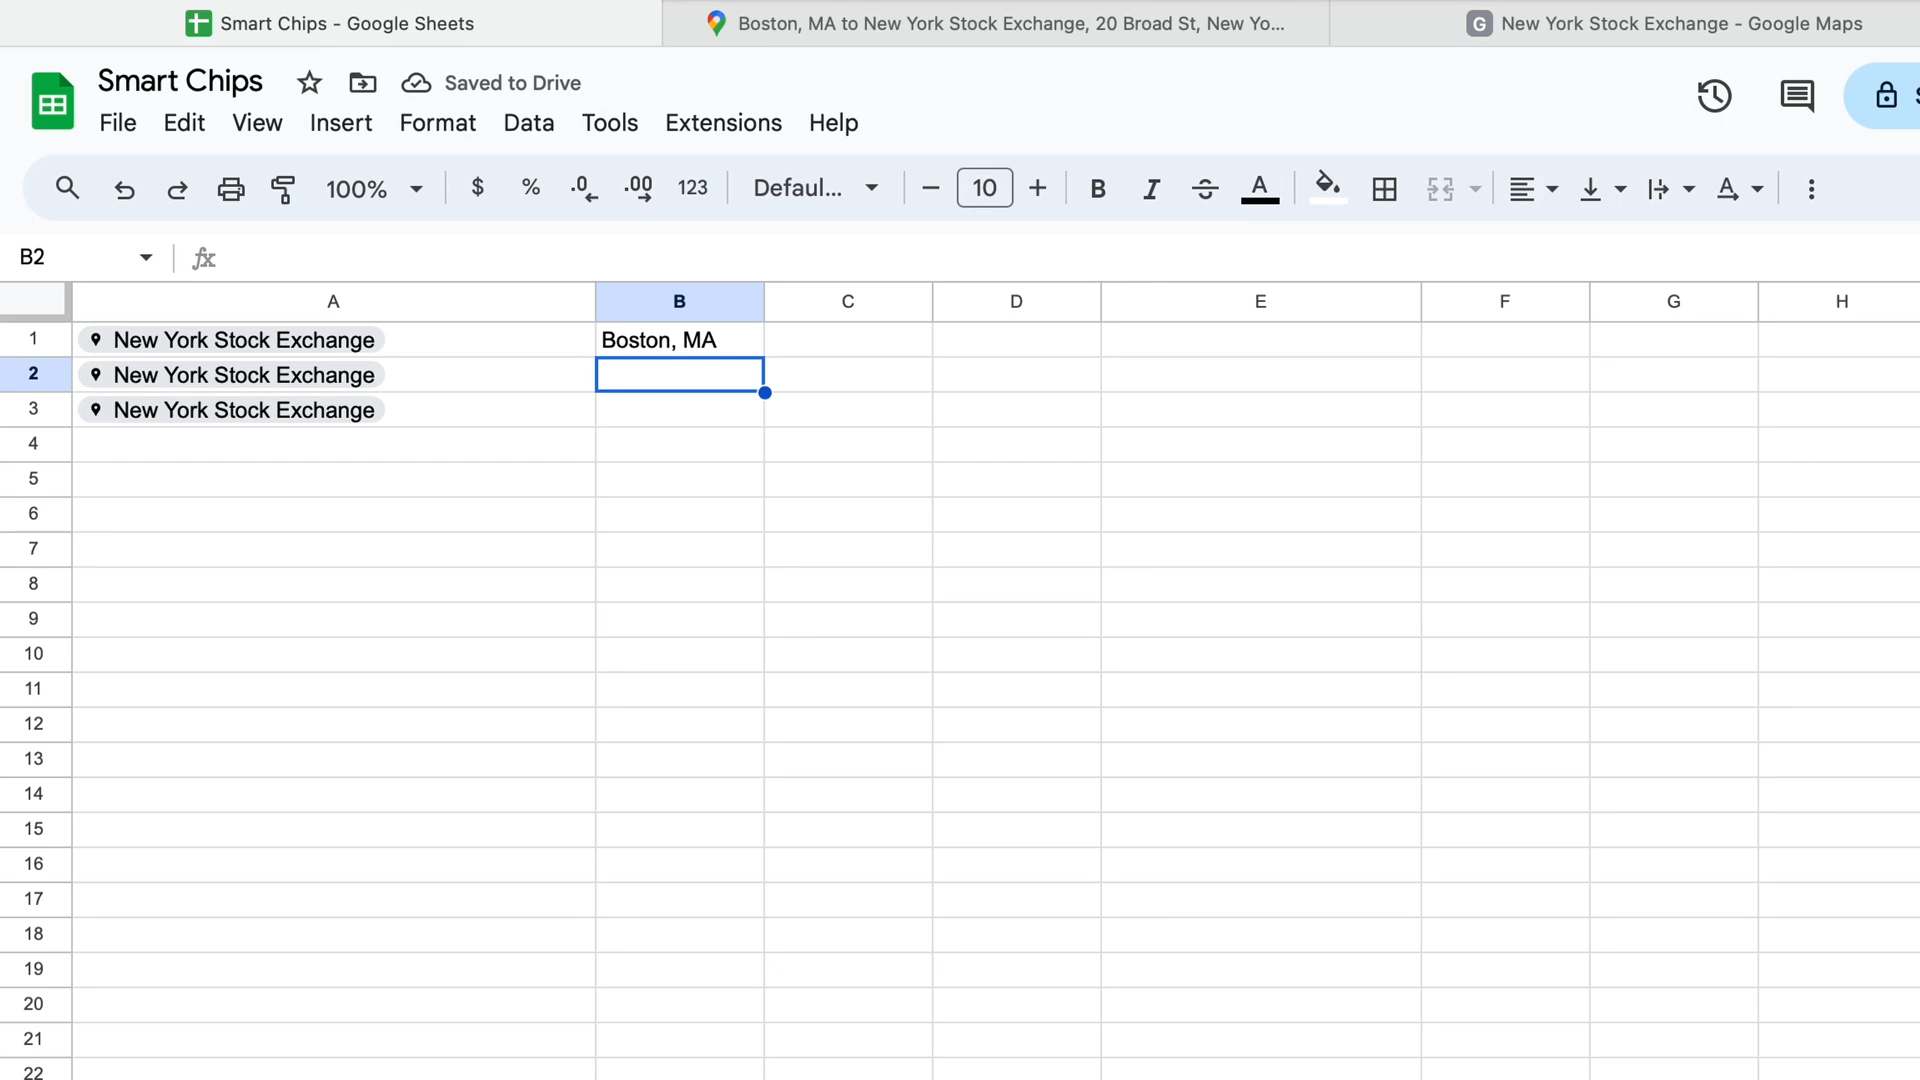 Smart Chips - Google Sheets
Boston, MA to New York Stock Exchange, 20 Broad St, New Yo...
G New York Stock Exchange - Google Maps
Smart Chips Saved to Drive
File Edit View Insert Format Data Tools Extensions Help
100% $ % .0 .00 123 Defaul... 10 B I S A A
B2 fx
A B C D E F G H
1 New York Stock Exchange Boston, MA
2 New York Stock Exchange
3 New York Stock Exchange
4
5
6
7
8
9
10
11
12
13
14
15
16
17
18
19
20
21
22